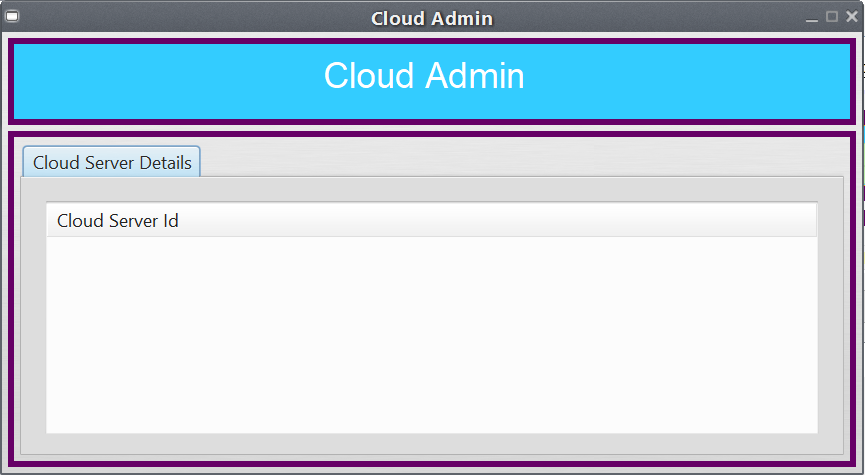 Cloud Admin
Cloud Admin
Cloud Server Details
Cloud Server Id